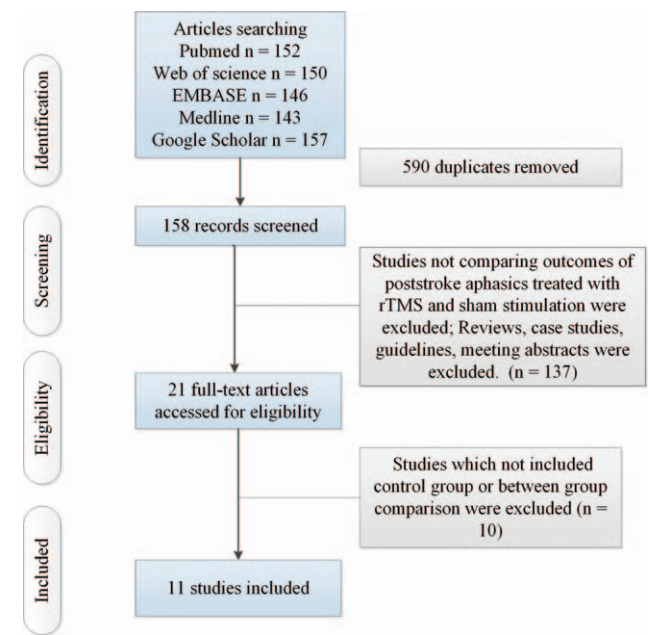 Articles searching
Pubmed n = 152
Web of science n = 150
EMBASE n = 146
Medline n = 143
Google Scholar n = 157
Identification
590 duplicates removed
158 records screened
Screening
Studies not comparing outcomes of
poststroke aphasics treated with
rTMS and sham stimulation were
excluded; Reviews, case studies,
guidelines, meeting abstracts were
excluded. (n = 137)
21 full-text articles
accessed for eligibility
Eligibility
Studies which not included
control group or between group
comparison were excluded (n =
10)
11 studies included
Included